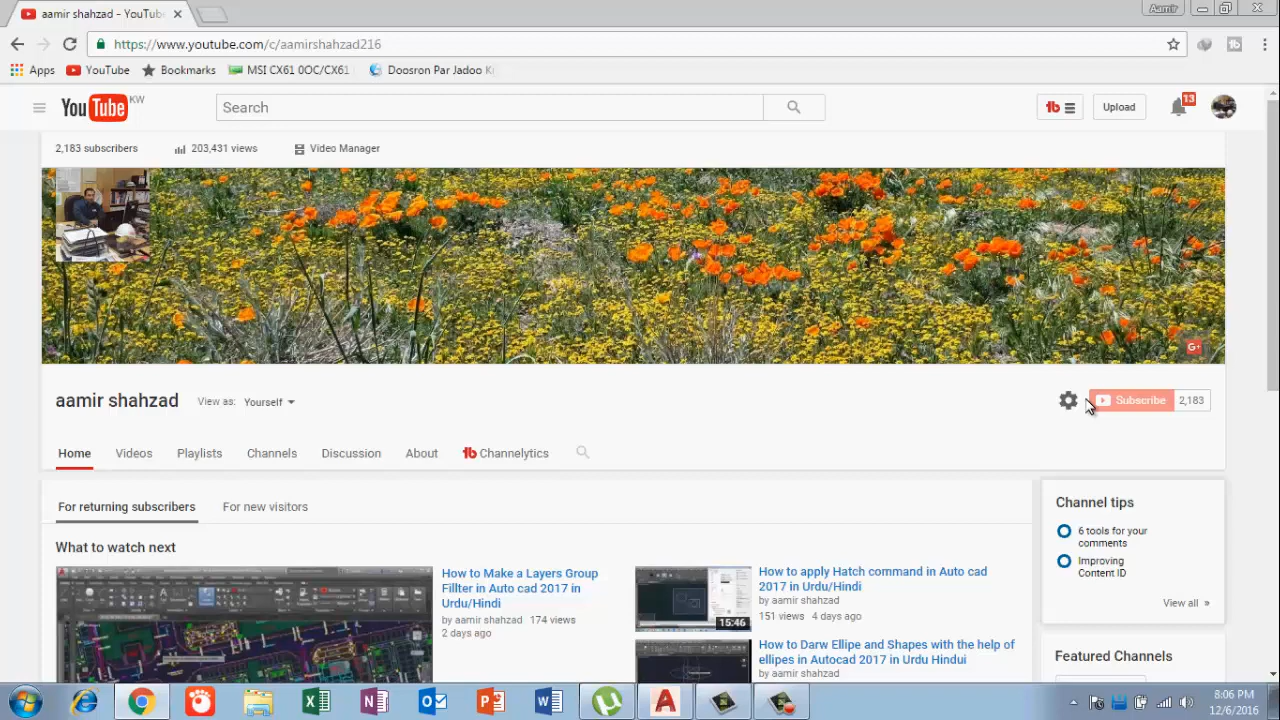 aamir shahzad - YouTube
Aamir
https://www.youtube.com/c/aamirshahzad216
Apps YouTube Bookmarks MSI CX61 0OC/CX61 Doosron Par Jadoo K
YouTube KW
Search
Upload
13
2,183 subscribers 203,431 views Video Manager
G+
aamir shahzad View as: Yourself
Subscribe 2,183
Home Videos Playlists Channels Discussion About Channelytics
For returning subscribers For new visitors
What to watch next
How to Make a Layers Group
Fillter in Auto cad 2017 in
Urdu/Hindi
by aamir shahzad 174 views
2 days ago
15:46
How to apply Hatch command in Auto cad
2017 in Urdu/Hindi
by aamir shahzad
151 views 4 days ago
How to Darw Ellipe and Shapes with the help of
ellipes in Autocad 2017 in Urdu Hindui
by aamir shahzad
Channel tips
6 tools for your
comments
Improving
Content ID
View all »
Featured Channels
8:06 PM
12/6/2016